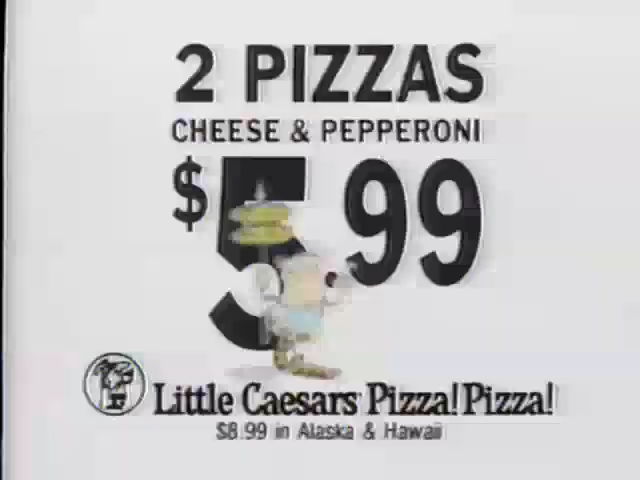 2 PIZZAS
CHEESE & PEPPERONI
$5.99
Little Caesars Pizza!Pizza!
$8.99 in Alaska & Hawaii